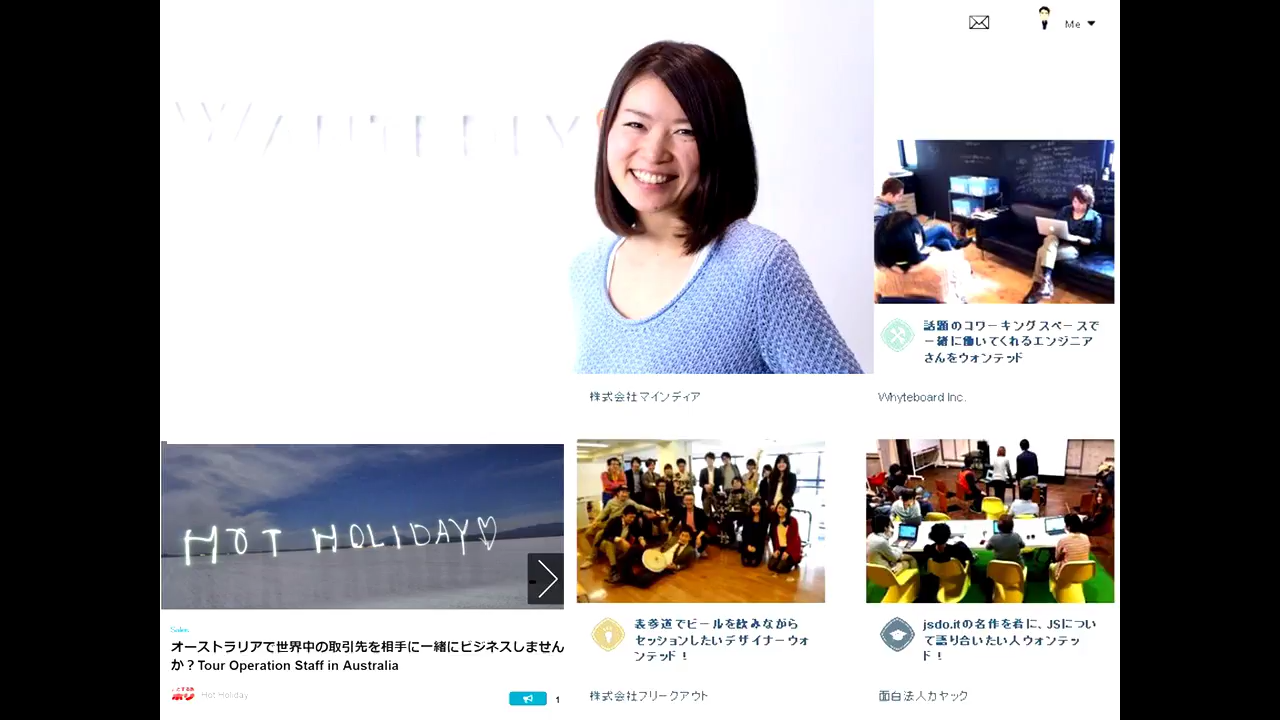 Me
WANTEDLY
話題のコワーキングスペースで
一緒に働いてくれるエンジニア
さんをウォンテッド
株式会社マインディア
Whyteboard Inc.
HOT HOLIDAY♡
Sales
オーストラリアで世界中の取引先を相手に一緒にビジネスしません
か？Tour Operation Staff in Australia
Hot Holiday
1
表参道でビールを飲みながら
セッションしたいデザイナーウォ
ンテッド！
株式会社フリークアウト
jsdo.itの名作を肴に、JSについ
て語り合いたい人ウォンテッ
ド！
面白法人カヤック